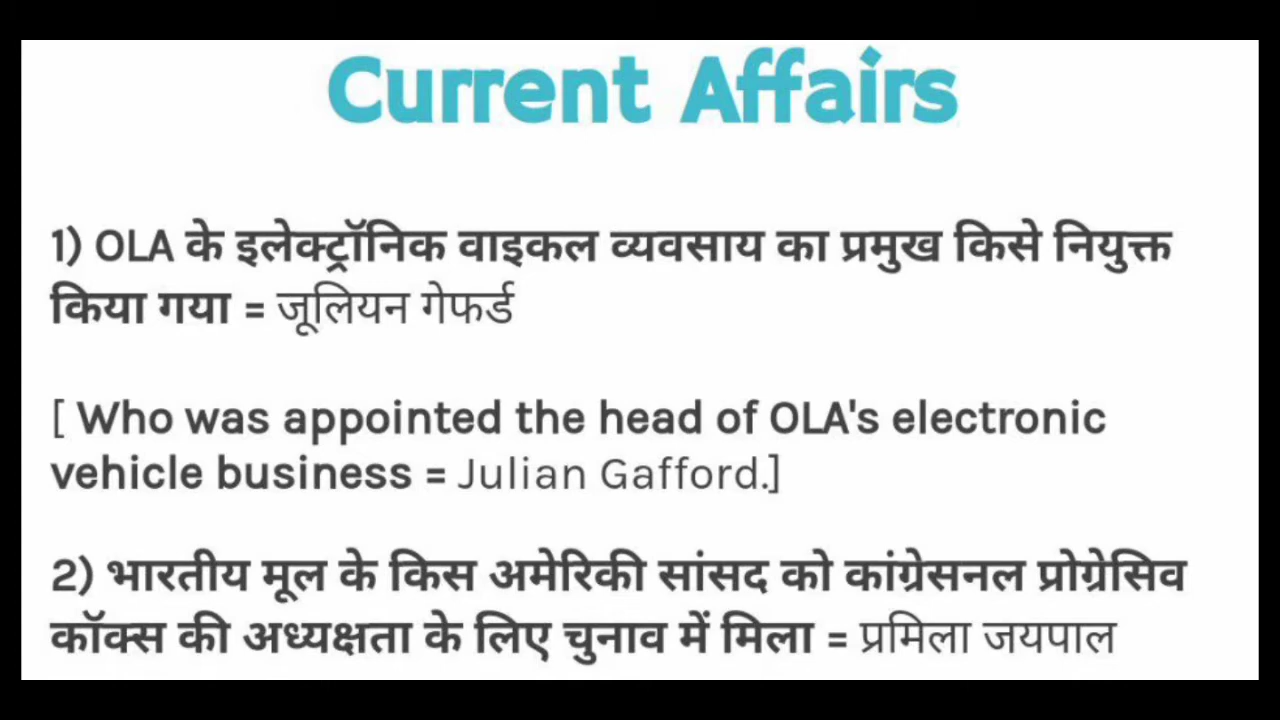 Current Affairs
1) OLA के इलेक्ट्रॉनिक वाइकल व्यवसाय का प्रमुख किसे नियुक्त
किया गया = जूलियन गेफर्ड
[ Who was appointed the head of OLA's electronic
vehicle business = Julian Gafford.]
2) भारतीय मूल के किस अमेरिकी सांसद को कांग्रेसनल प्रोग्रेसिव
कॉक्स की अध्यक्षता के लिए चुनाव में मिला = प्रमिला जयपाल